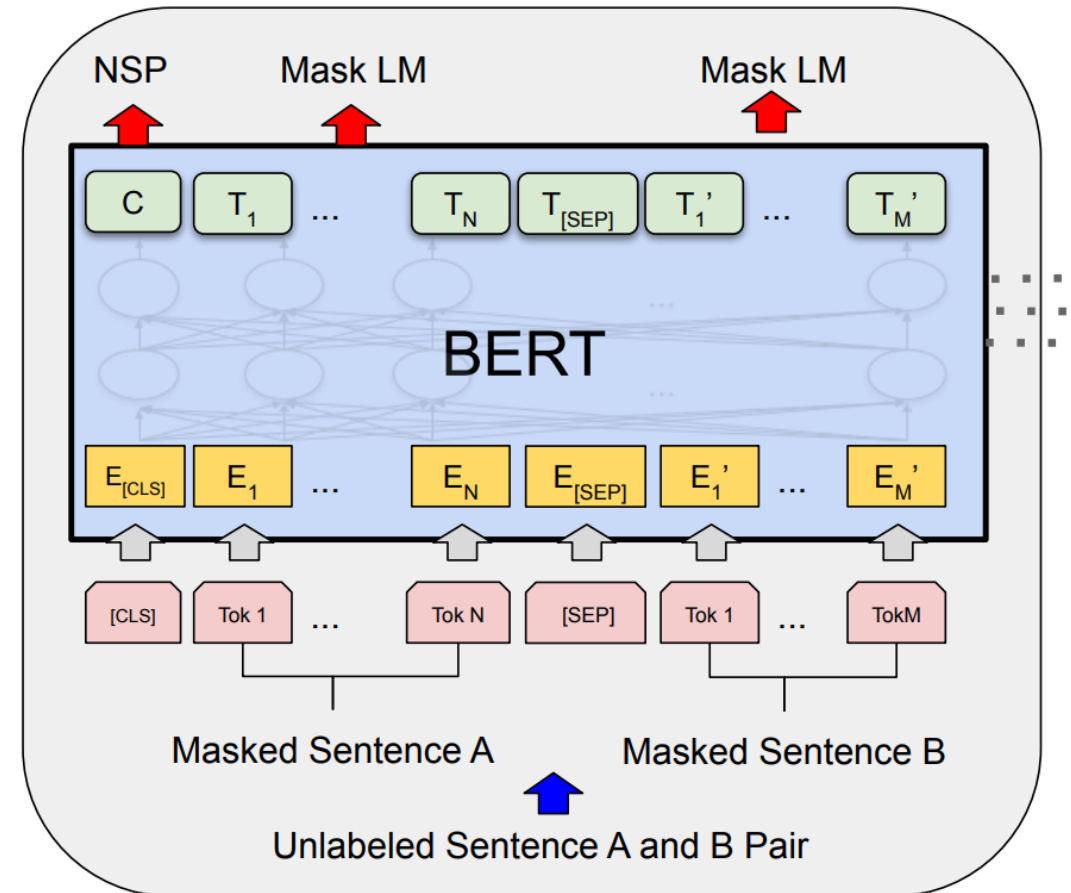 NSP Mask LM Mask LM
C T1 ... TN T[SEP] T1’ ... TM’
...
BERT
...
E[CLS] E1 ... EN E[SEP] E1’ ... EM’
[CLS] Tok 1 ... Tok N [SEP] Tok 1 ... TokM
Masked Sentence A Masked Sentence B
Unlabeled Sentence A and B Pair